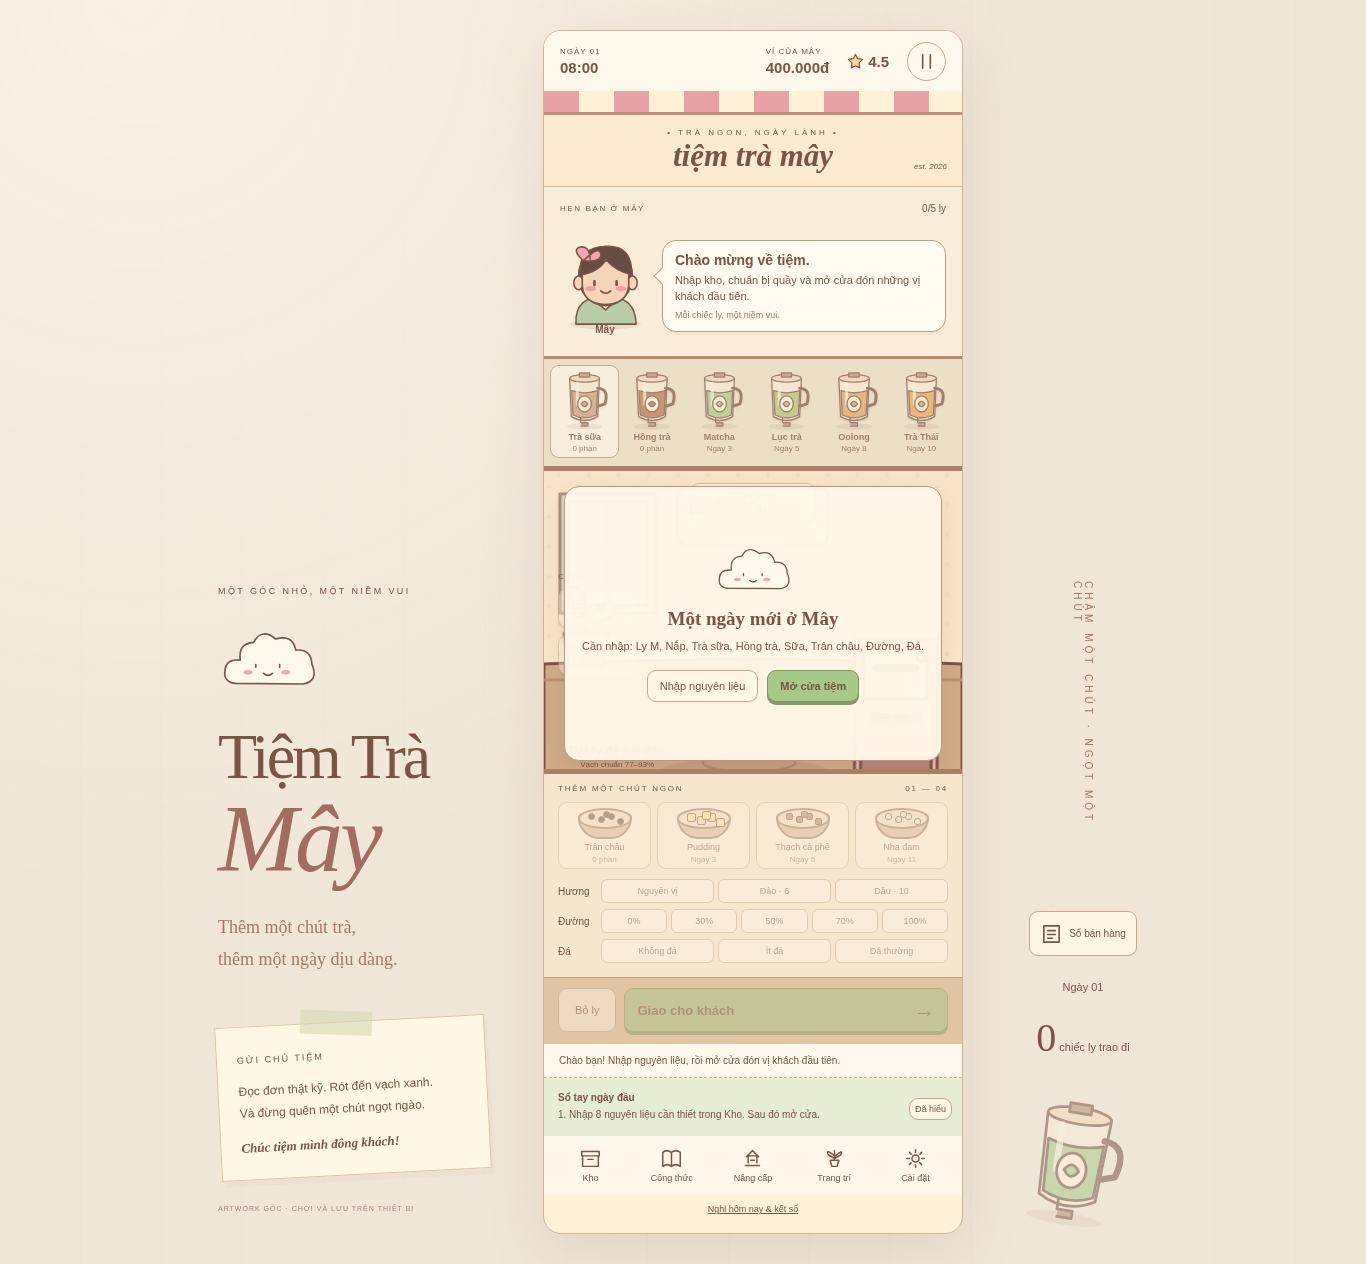 MỘT GÓC NHỎ, MỘT NIỀM VUI
Tiệm Trà
Mây
Thêm một chút trà,
thêm một ngày dịu dàng.
GỬI CHỦ TIỆM
Đọc đơn thật kỹ. Rót đến vạch xanh.
Và đừng quên một chút ngọt ngào.
Chúc tiệm mình đông khách!
ARTWORK GỐC · CHƠI VÀ LƯU TRÊN THIẾT BỊ
NGÀY 01
08:00
VÍ CỦA MÂY
400.000đ
4.5
• TRÀ NGON, NGÀY LÀNH •
tiệm trà mây
est. 2026
HẸN BẠN Ở MÂY
0/5 ly
Mây
Chào mừng về tiệm.
Nhập kho, chuẩn bị quầy và mở cửa đón những vị
khách đầu tiên.
Mỗi chiếc ly, một niềm vui.
Trà sữa
0 phần
Hồng trà
0 phần
Matcha
Ngày 3
Lục trà
Ngày 5
Oolong
Ngày 8
Trà Thái
Ngày 10
Một ngày mới ở Mây
Cần nhập: Ly M, Nắp, Trà sữa, Hồng trà, Sữa, Trân châu, Đường, Đá.
Nhập nguyên liệu
Mở cửa tiệm
Vạch chuẩn 77–93%
THÊM MỘT CHÚT NGON
01 — 04
Trân châu
0 phần
Pudding
Ngày 3
Thạch cà phê
Ngày 5
Nha đam
Ngày 11
Hương
Nguyên vị
Đào · 6
Dâu · 10
Đường
0%
30%
50%
70%
100%
Đá
Không đá
Ít đá
Đá thường
Bỏ ly
Giao cho khách →
Chào bạn! Nhập nguyên liệu, rồi mở cửa đón vị khách đầu tiên.
Sổ tay ngày đầu
1. Nhập 8 nguyên liệu cần thiết trong Kho. Sau đó mở cửa.
Đã hiểu
Kho
Công thức
Nâng cấp
Trang trí
Cài đặt
Nghỉ hôm nay & kết sổ
CHẬM MỘT CHÚT · NGỌT MỘT
CHÚT
Sổ bán hàng
Ngày 01
0 chiếc ly trao đi